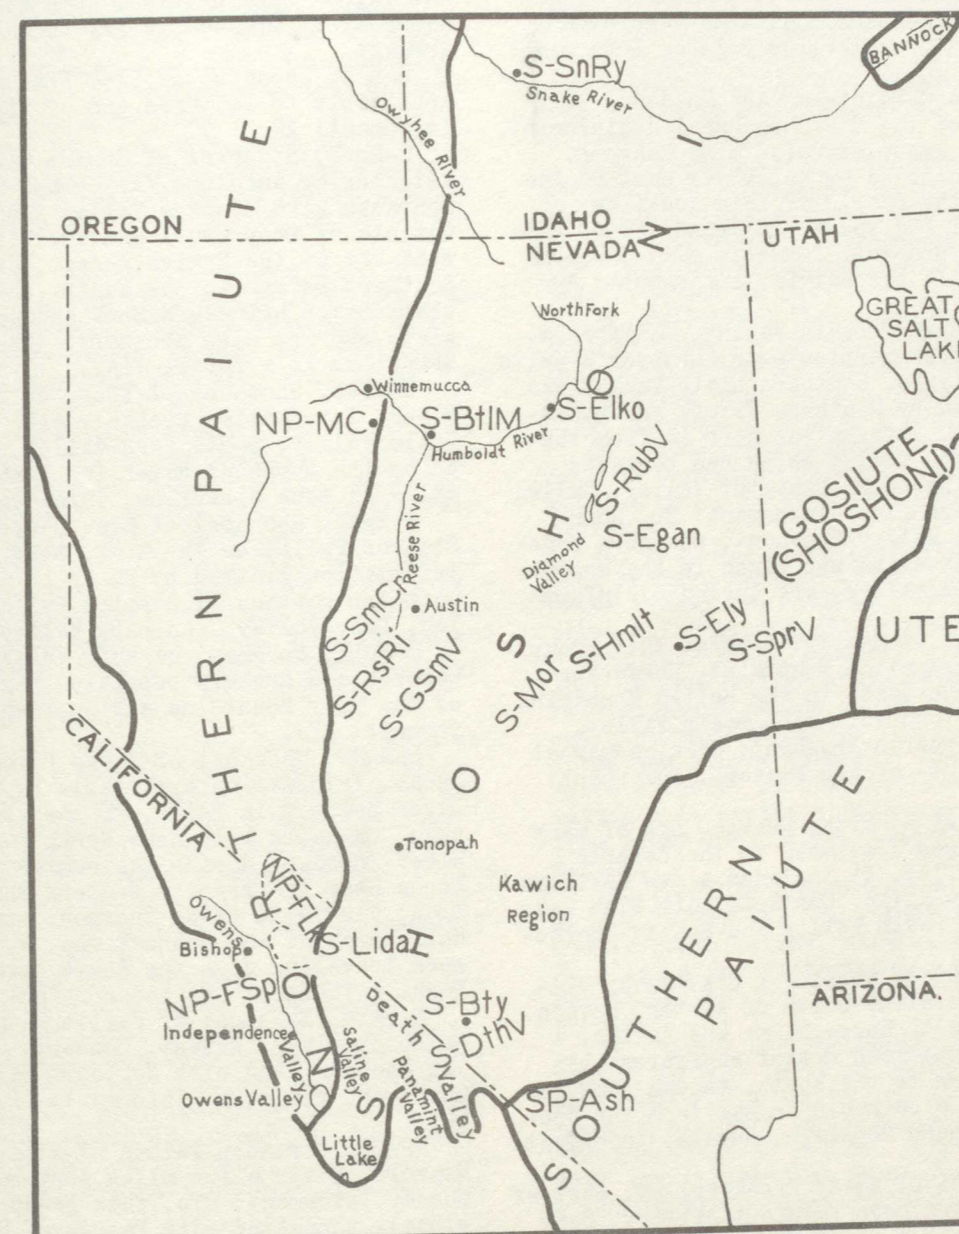 BANNOCK
S-SnRy
Snake River
Owyhee River
OREGON
IDAHO
NEVADA
UTAH
NORTHERN PAIUTE
SHOSHONI
GREAT
SALT
LAKE
North Fork
Winnemucca
NP-MC
S-BtlM
S-Elko
Humboldt River
Reese River
S-RubV
S-Egan
Diamond
Valley
GOSIUTE
(SHOSHONI)
Austin
S-SmCr
S-RsRi
S-GSmV
S-Mor
S-Hmlt
S-Ely
S-SprV
UTE
CALIFORNIA
Tonopah
Kawich
Region
NP-FLk
Owens
Bishop
S-Lida
NP-FSp
Independence
Valley
Saline
Valley
Death Valley
S-Bty
S-DthV
ARIZONA.
Owens Valley
Panamint
Valley
Little
Lake
SP-Ash
SOUTHERN
PAIUTE